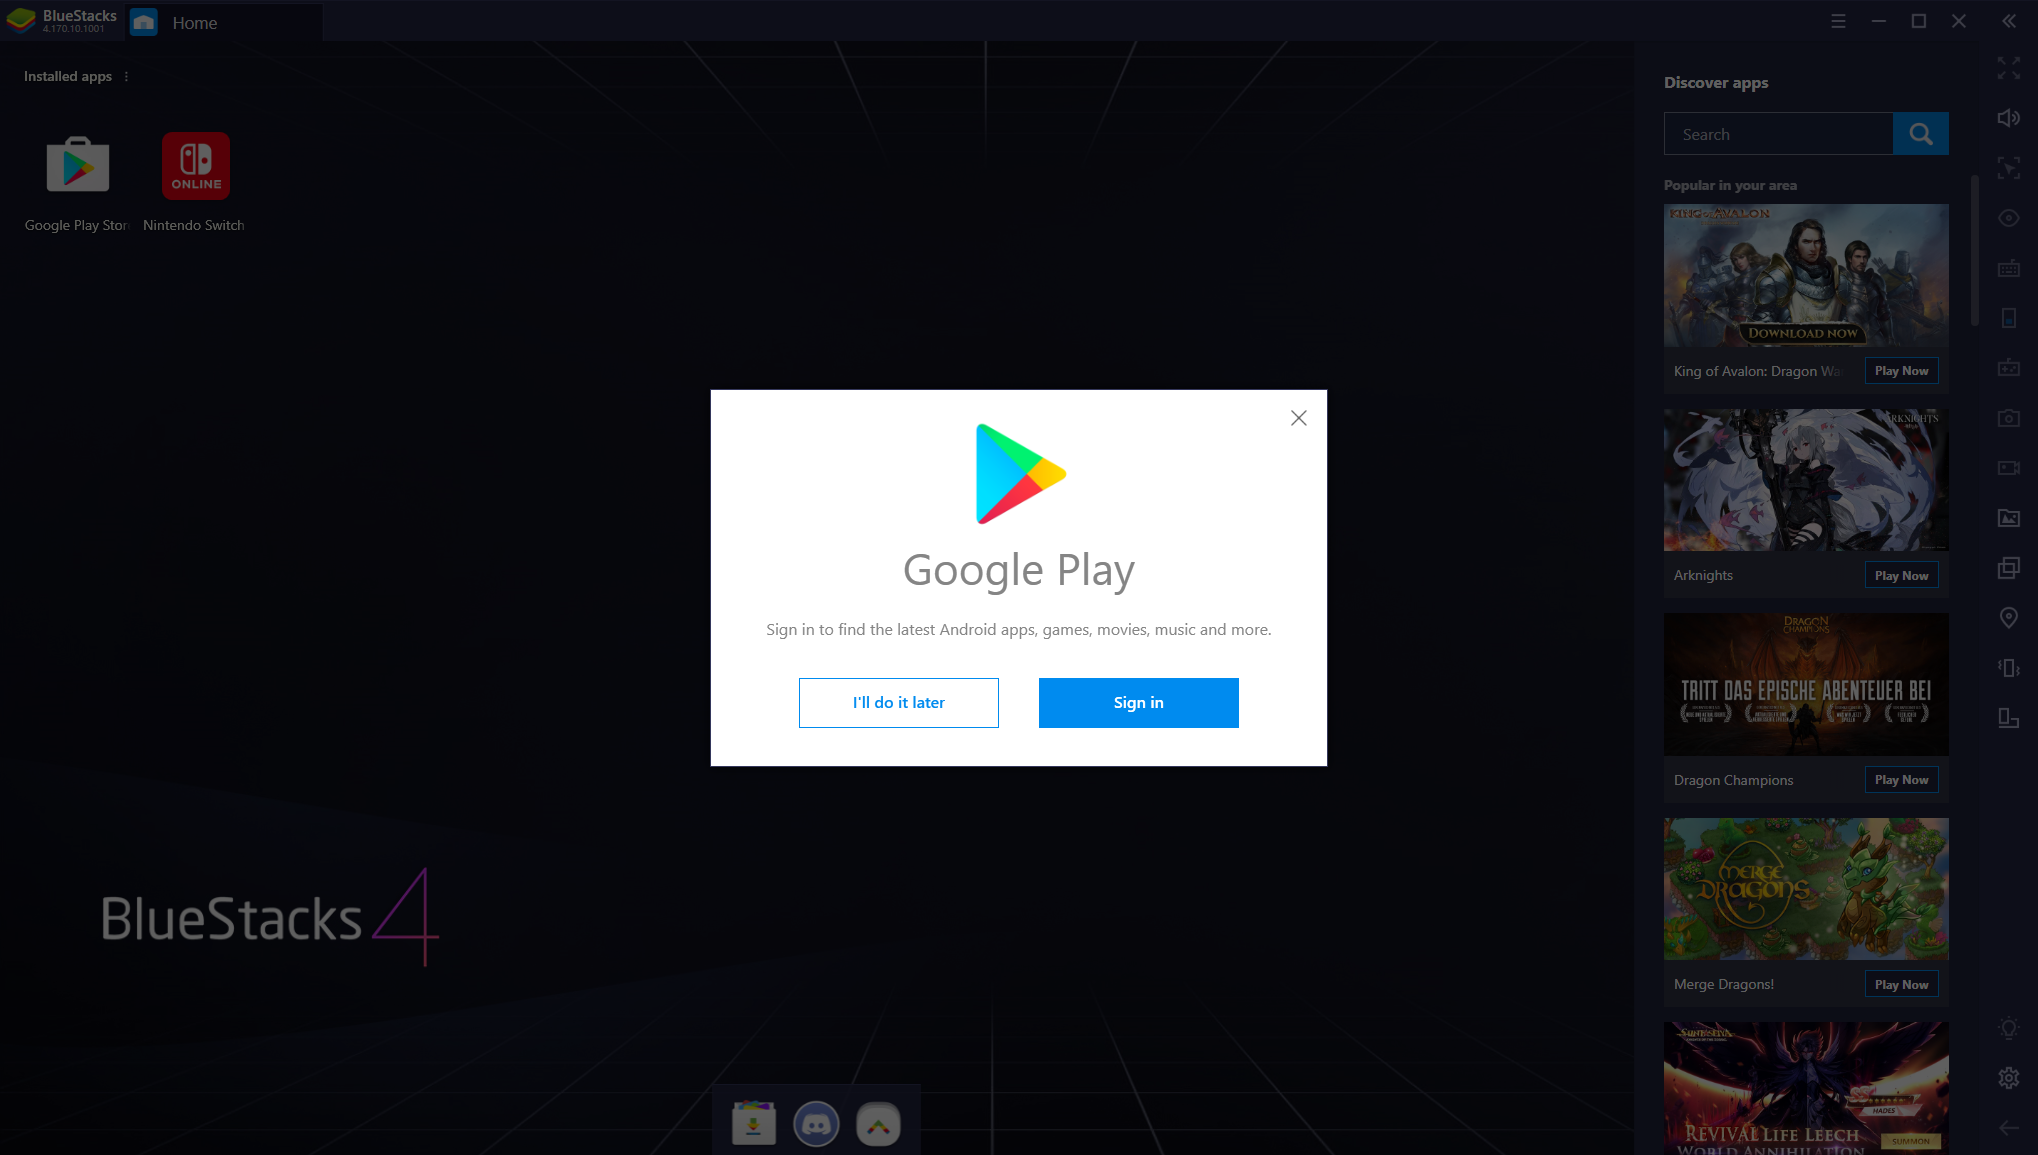 BlueStacks
4.170.10.1001
Home
Installed apps
Google Play Stor
ONLINE
Nintendo Switch
Discover apps
Search
Popular in your area
KING OF AVALON
DOWNLOAD NOW
King of Avalon: Dragon Wa
Play Now
ARKNIGHTS
Arknights
Play Now
DRAGON
CHAMPIONS
TRITT DAS EPISCHE ABENTEUER BEI
Dragon Champions
Play Now
MERGE
DRAGONS
Merge Dragons!
Play Now
HADES
REVIVAL LIFE LEECH
SUMMON
WORLD ANNIHILATION
Google Play
Sign in to find the latest Android apps, games, movies, music and more.
I'll do it later
Sign in
BlueStacks 4